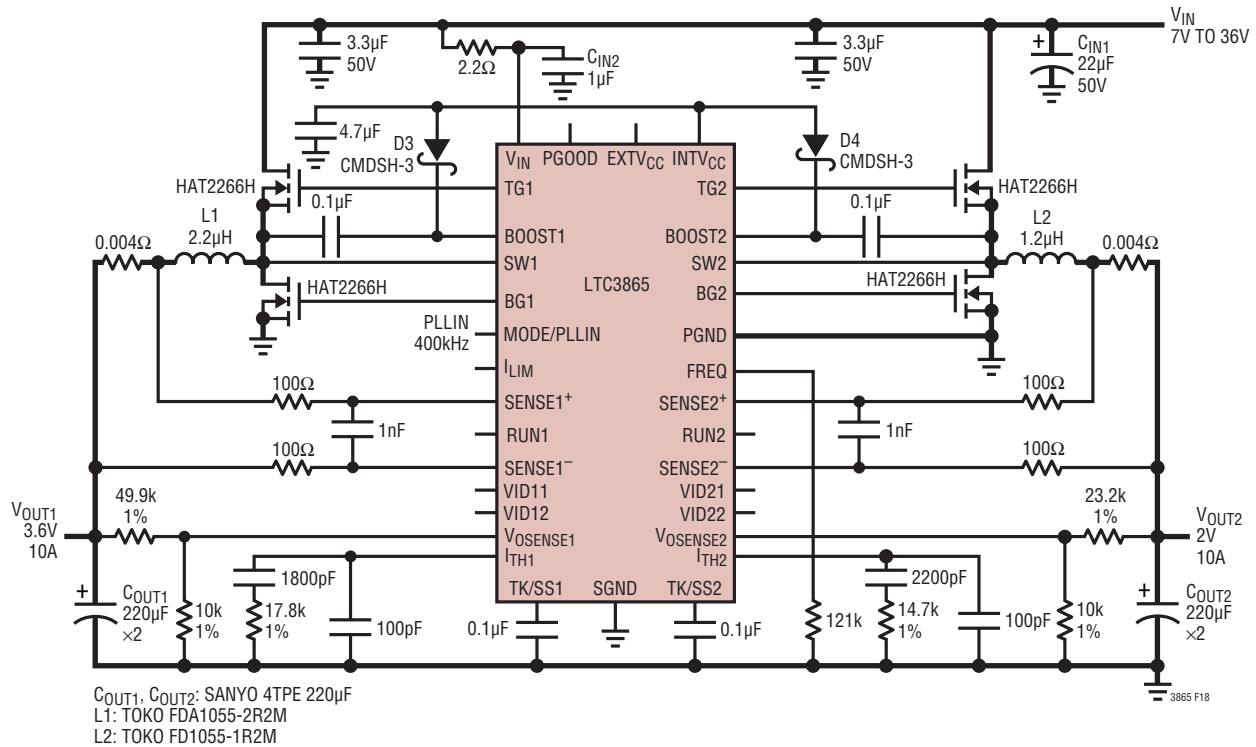 VIN
7V TO 36V
3.3µF
50V
2.2Ω
CIN2
1µF
3.3µF
50V
CIN1
22µF
50V
+
4.7µF
D3
CMDSH-3
D4
CMDSH-3
VIN PGOOD EXTVCC INTVCC
HAT2266H
TG1
TG2
HAT2266H
0.1µF
0.1µF
L1
2.2µH
L2
1.2µH
0.004Ω
0.004Ω
BOOST1
BOOST2
SW1
SW2
LTC3865
HAT2266H
HAT2266H
BG1
BG2
PLLIN
400kHz
MODE/PLLIN
PGND
ILIM
FREQ
100Ω
100Ω
SENSE1+
SENSE2+
1nF
1nF
RUN1
RUN2
100Ω
100Ω
SENSE1–
SENSE2–
VID11
VID21
VID12
VID22
VOUT1
3.6V
10A
49.9k
1%
23.2k
1%
VOUT2
2V
10A
VOSENSE1
VOSENSE2
ITH1
ITH2
TK/SS1 SGND TK/SS2
+
COUT1
220µF
×2
10k
1%
1800pF
17.8k
1%
100pF
0.1µF
0.1µF
121k
2200pF
14.7k
1%
100pF
10k
1%
+
COUT2
220µF
×2
3865 F18
COUT1, COUT2: SANYO 4TPE 220µF
L1: TOKO FDA1055-2R2M
L2: TOKO FD1055-1R2M